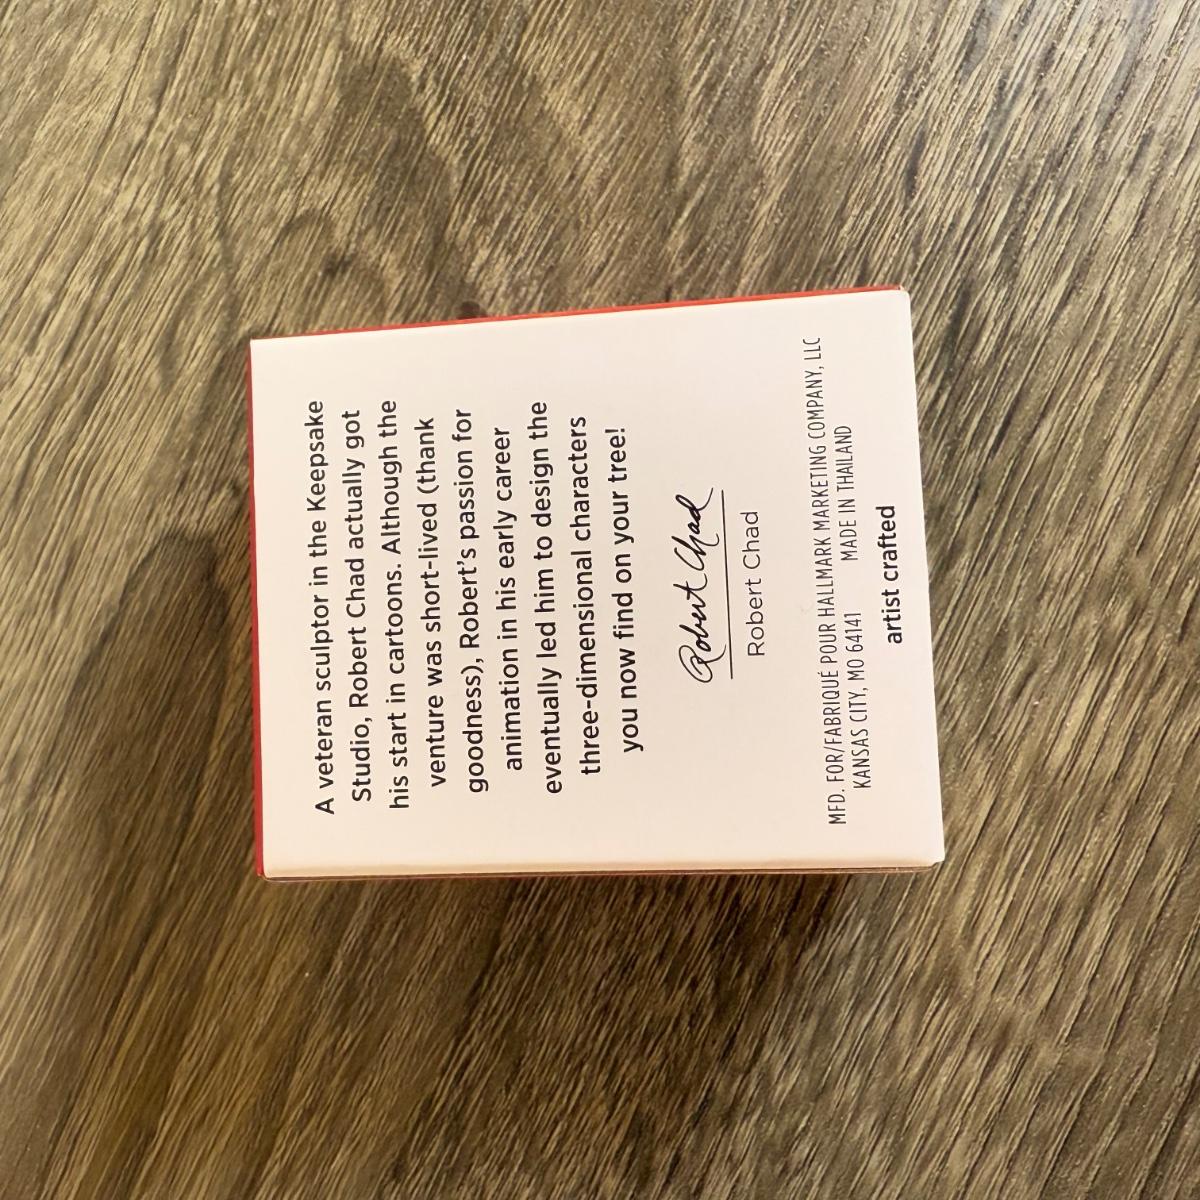 A veteran sculptor in the Keepsake
Studio, Robert Chad actually got
his start in cartoons. Although the
venture was short-lived (thank
goodness), Robert’s passion for
animation in his early career
eventually led him to design the
three-dimensional characters
you now find on your tree!
Robert Chad
Robert Chad
MFD. FOR/FABRIQUÉ POUR HALLMARK MARKETING COMPANY, LLC
KANSAS CITY, MO 64141 MADE IN THAILAND
artist crafted